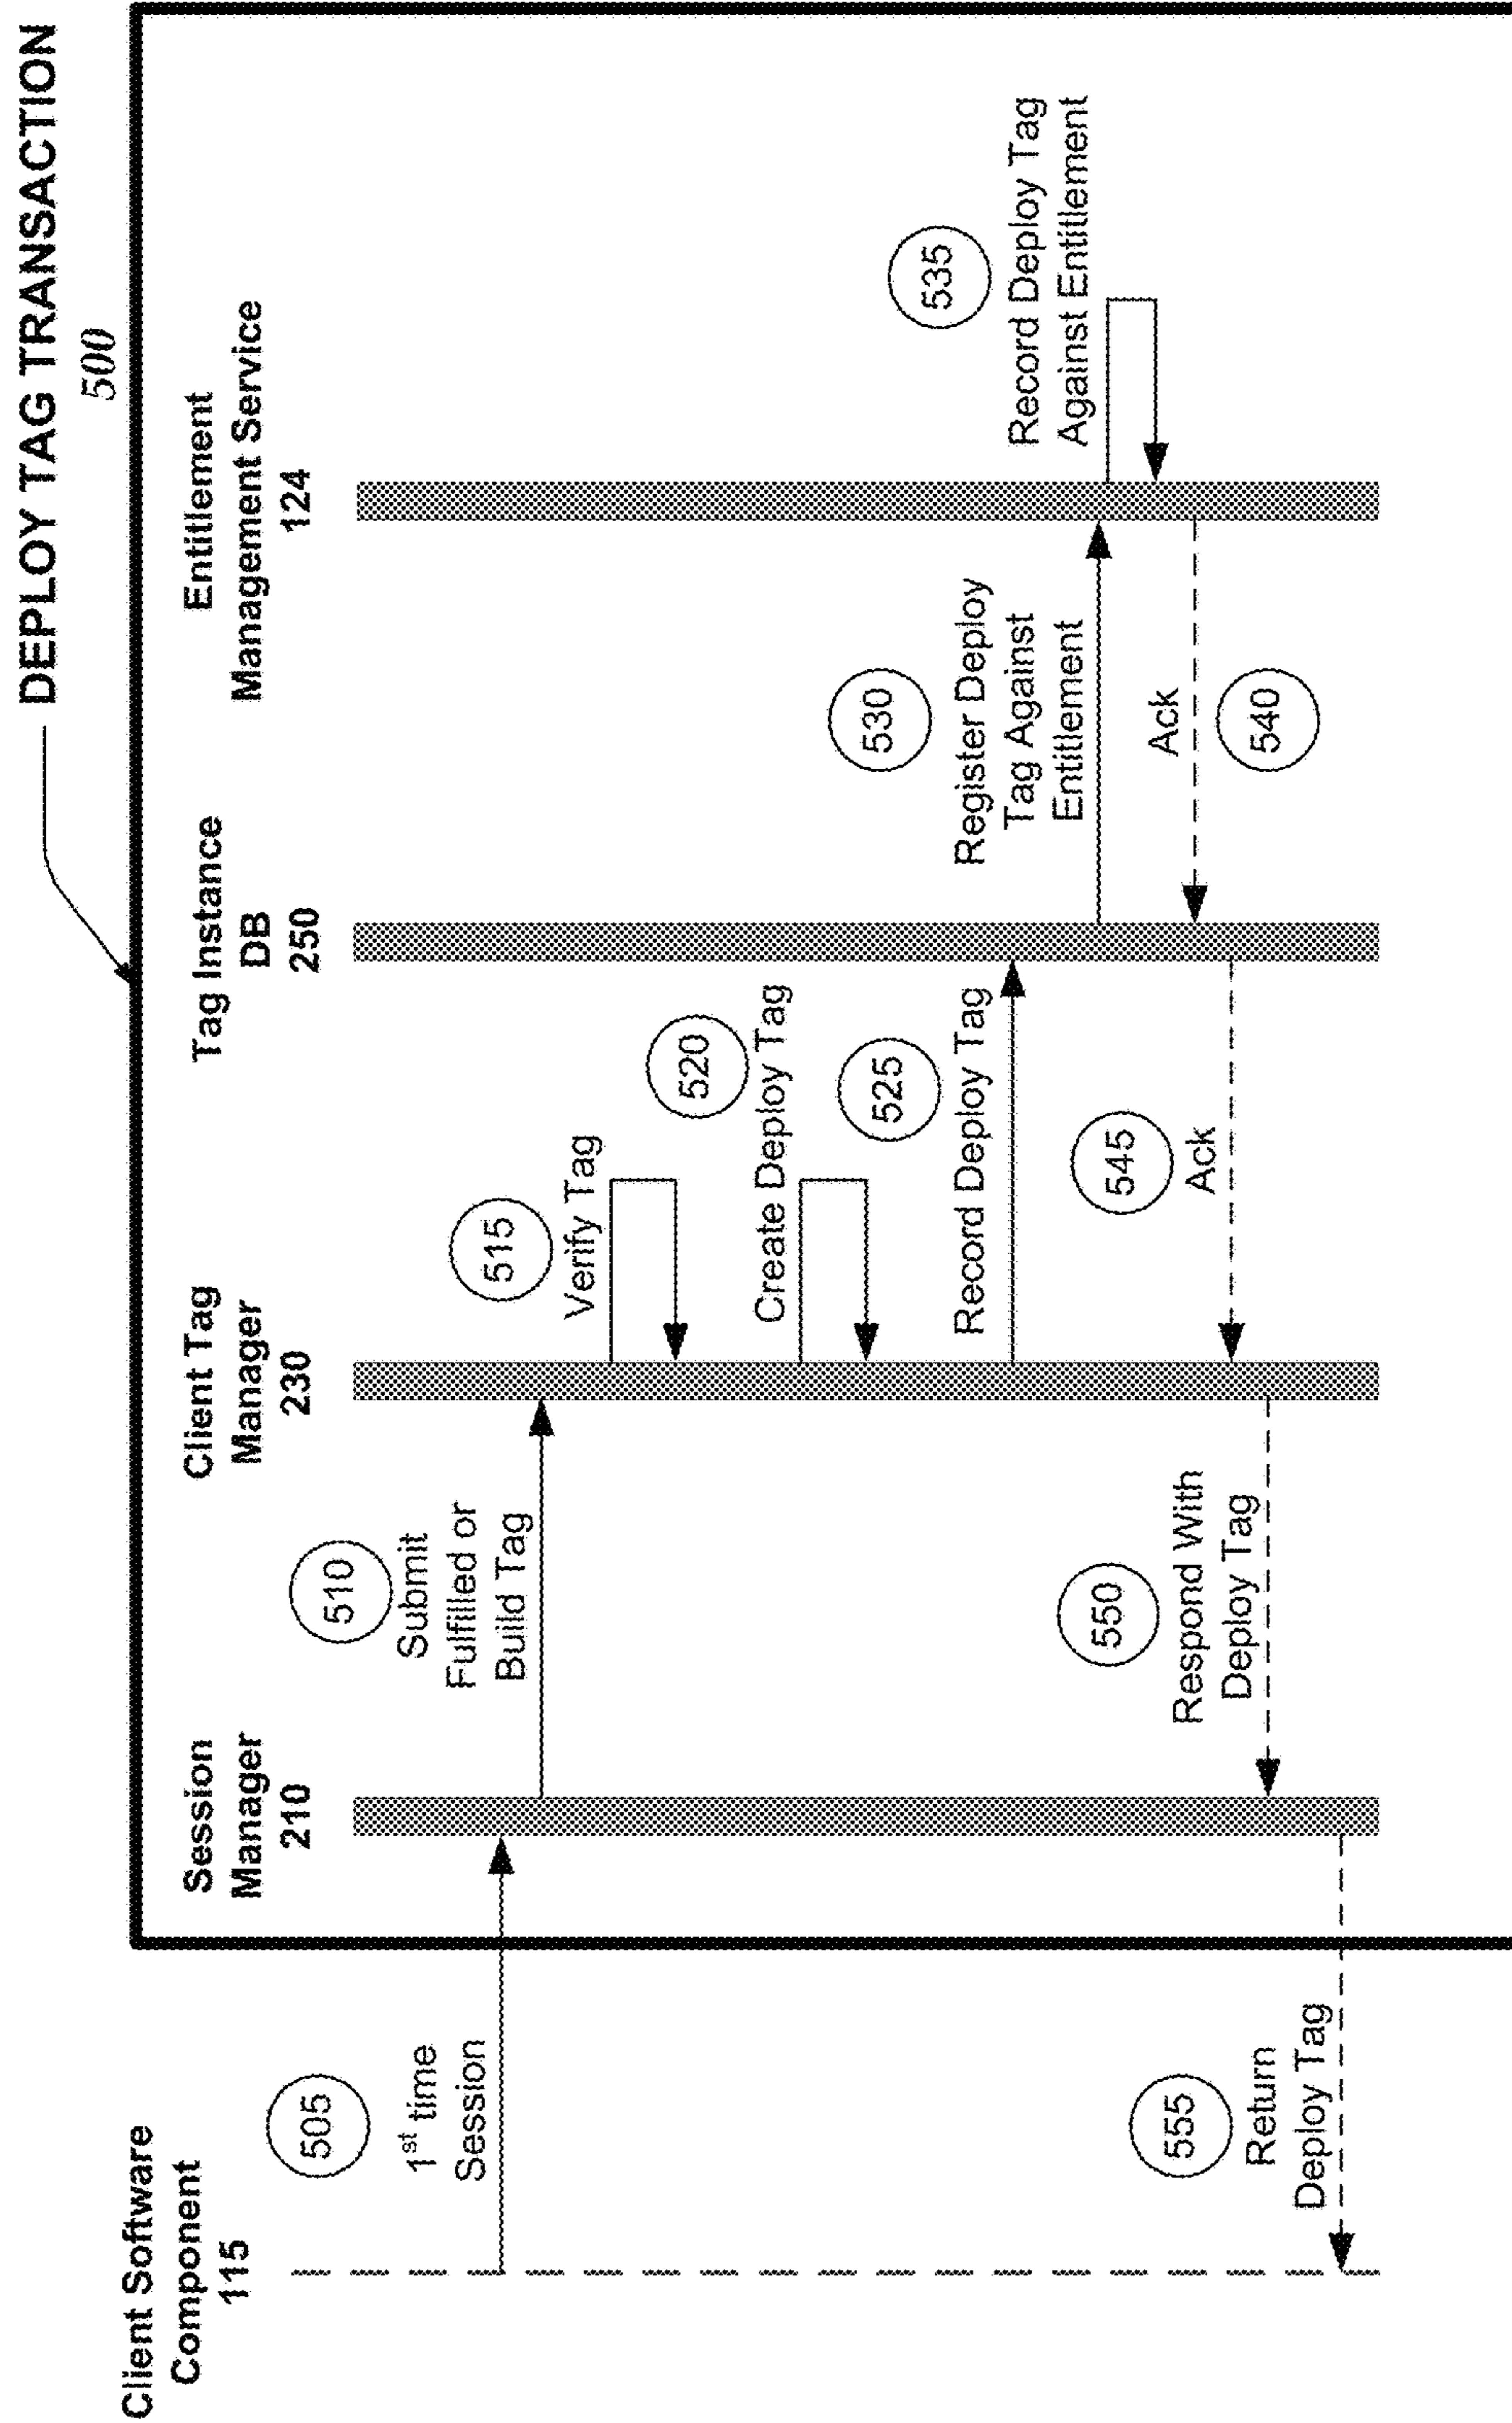 DEPLOY TAG TRANSACTION
500
Client Software
Component
115
Session
Manager
210
Client Tag
Manager
230
Tag Instance
DB
250
Entitlement
Management Service
124
505
1st time
Session
510
Submit
Fulfilled or
Build Tag
515
Verify Tag
520
Create Deploy Tag
525
Record Deploy Tag
530
Register Deploy
Tag Against
Entitlement
535
Record Deploy Tag
Against Entitlement
Ack
540
545
Ack
550
Respond With
Deploy Tag
555
Return
Deploy Tag